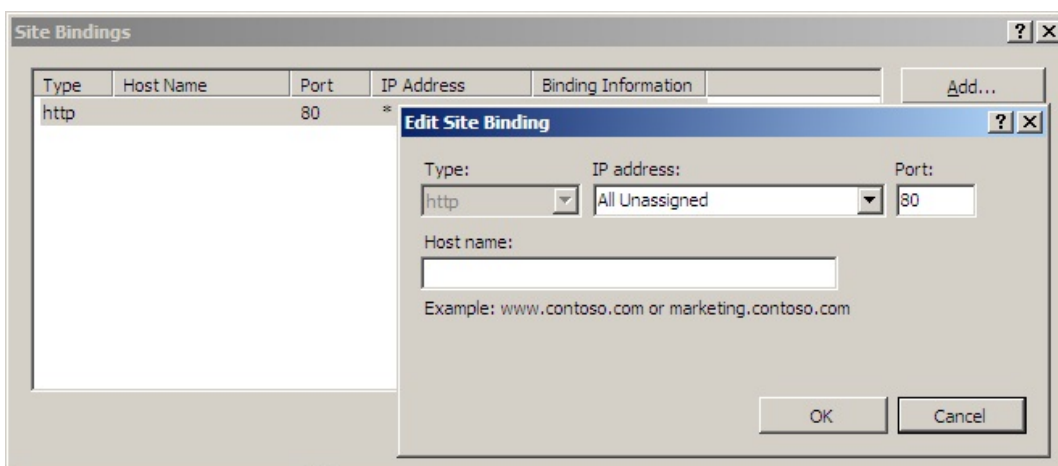 Site Bindings
Type Host Name Port IP Address Binding Information
Add...
http 80 *
Edit Site Binding
Type: IP address: Port:
http All Unassigned 80
Host name:
Example: www.contoso.com or marketing.contoso.com
OK Cancel